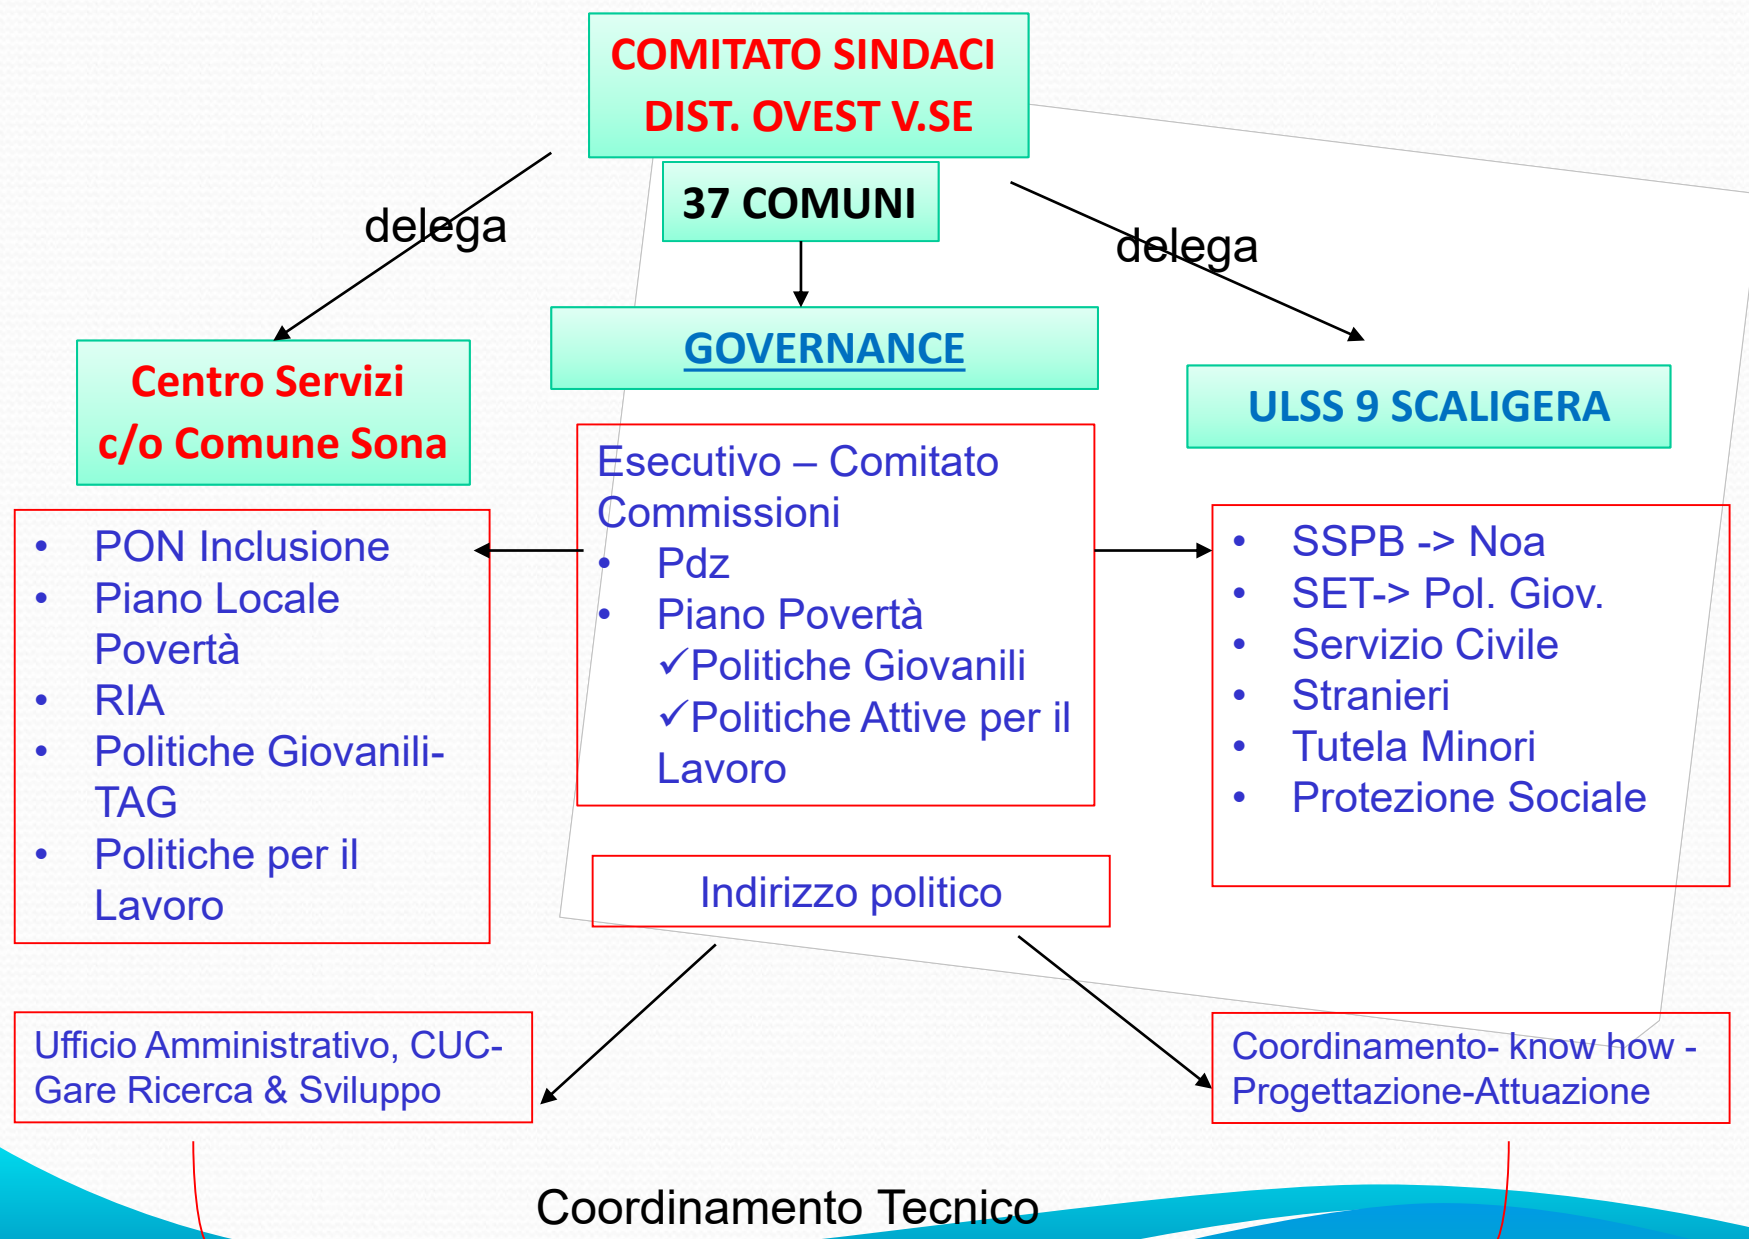 COMITATO SINDACI
DIST. OVEST V.SE
37 COMUNI
delega
delega
GOVERNANCE
Centro Servizi
c/o Comune Sona
ULSS 9 SCALIGERA
• PON Inclusione
• Piano Locale
Povertà
• RIA
• Politiche Giovanili-
TAG
• Politiche per il
Lavoro
Esecutivo – Comitato
Commissioni
• Pdz
• Piano Povertà
✓Politiche Giovanili
✓Politiche Attive per il
Lavoro
• SSPB -> Noa
• SET-> Pol. Giov.
• Servizio Civile
• Stranieri
• Tutela Minori
• Protezione Sociale
Indirizzo politico
Ufficio Amministrativo, CUC-
Gare Ricerca & Sviluppo
Coordinamento- know how -
Progettazione-Attuazione
Coordinamento Tecnico